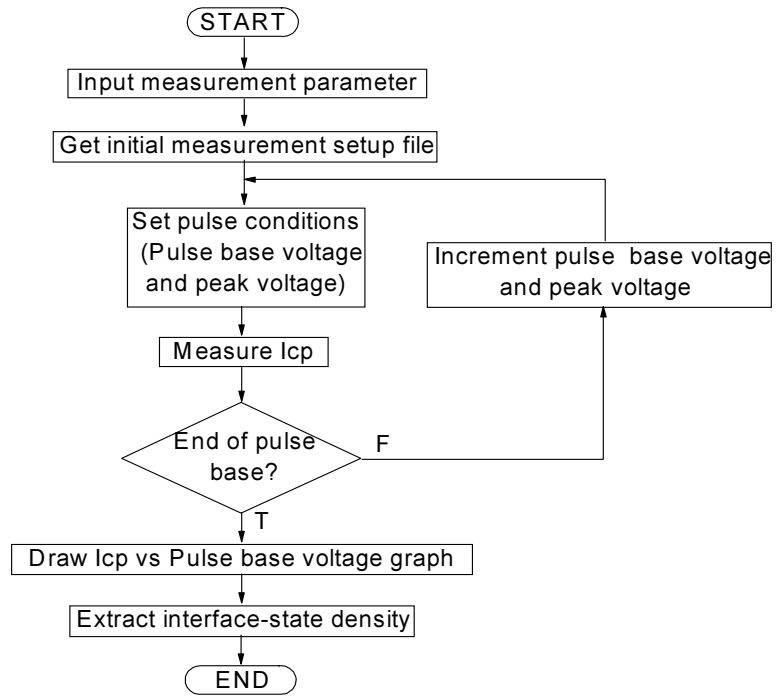 START
Input measurement parameter
Get initial measurement setup file
Set pulse conditions
(Pulse base voltage
and peak voltage)
Increment pulse base voltage
and peak voltage
Measure Icp
End of pulse
base?
F
T
Draw Icp vs Pulse base voltage graph
Extract interface-state density
END